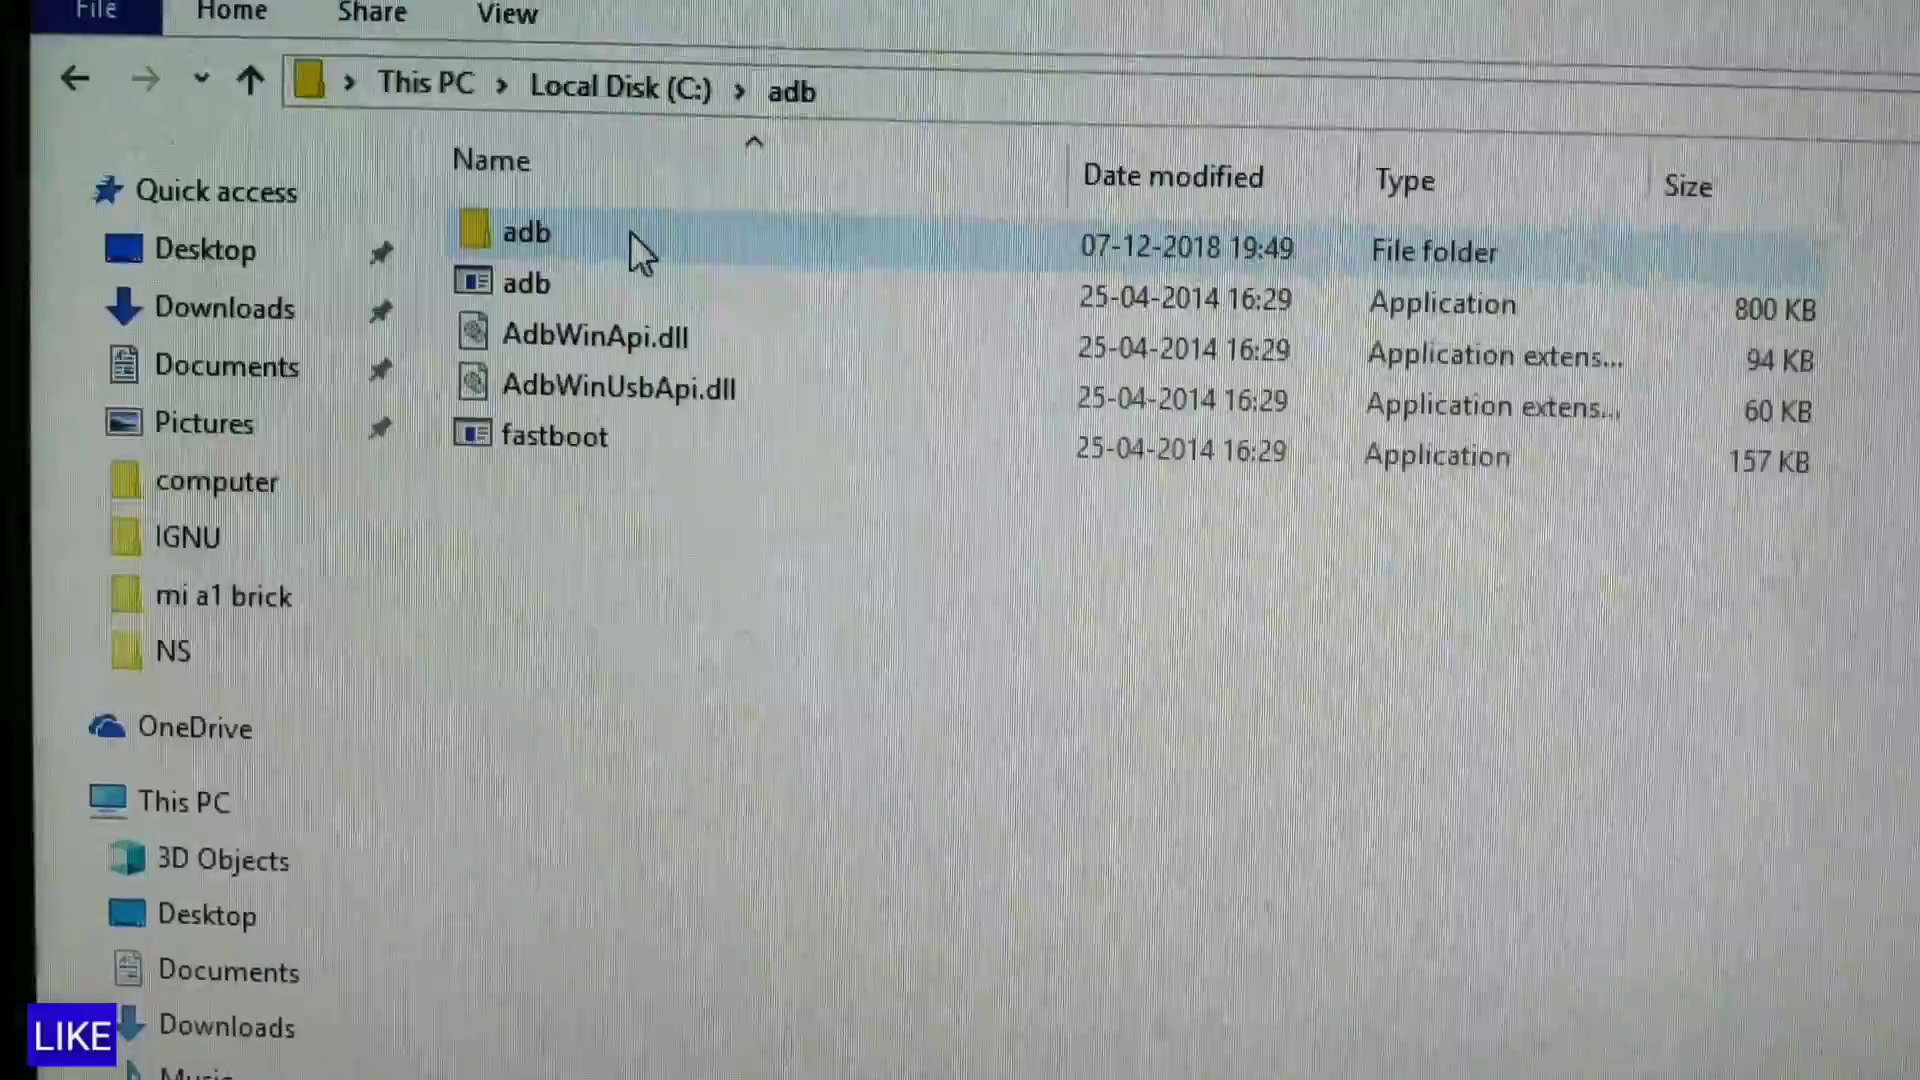 File Home Share View
This PC > Local Disk (C:) > adb
Name Date modified Type Size
Quick access
Desktop
Downloads
Documents
Pictures
computer
IGNU
mi a1 brick
NS
OneDrive
This PC
3D Objects
Desktop
Documents
Downloads
Music
adb 07-12-2018 19:49 File folder
adb 25-04-2014 16:29 Application 800 KB
AdbWinApi.dll 25-04-2014 16:29 Application extens... 94 KB
AdbWinUsbApi.dll 25-04-2014 16:29 Application extens... 60 KB
fastboot 25-04-2014 16:29 Application 157 KB
LIKE